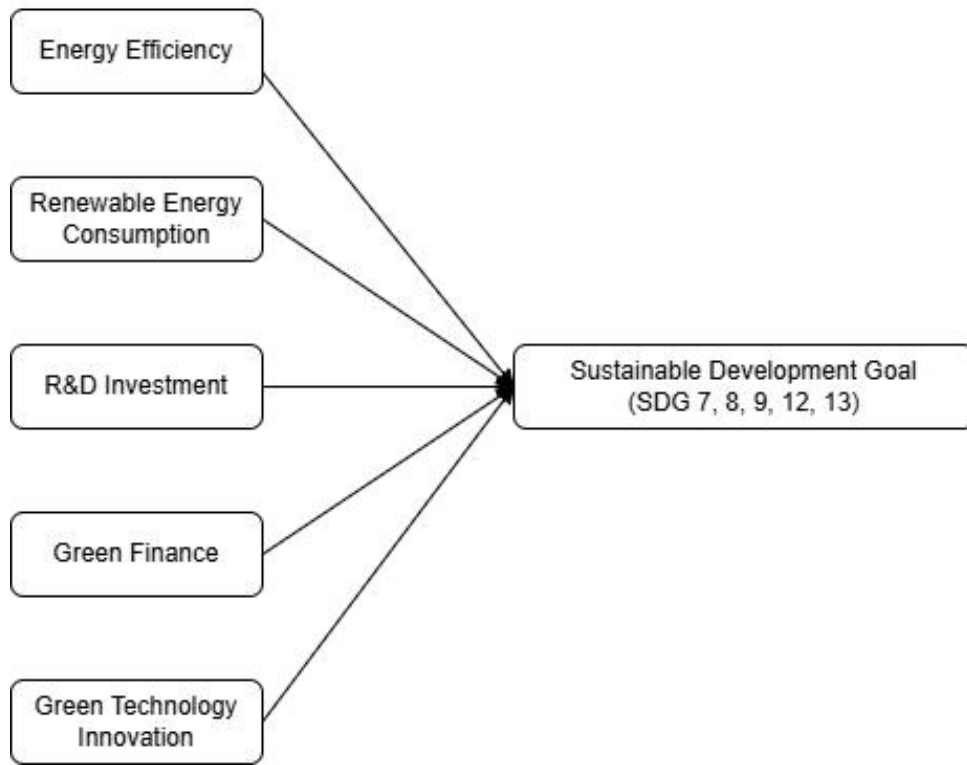 Energy Efficiency
Renewable Energy
Consumption
R&D Investment
Sustainable Development Goal
(SDG 7, 8, 9, 12, 13)
Green Finance
Green Technology
Innovation